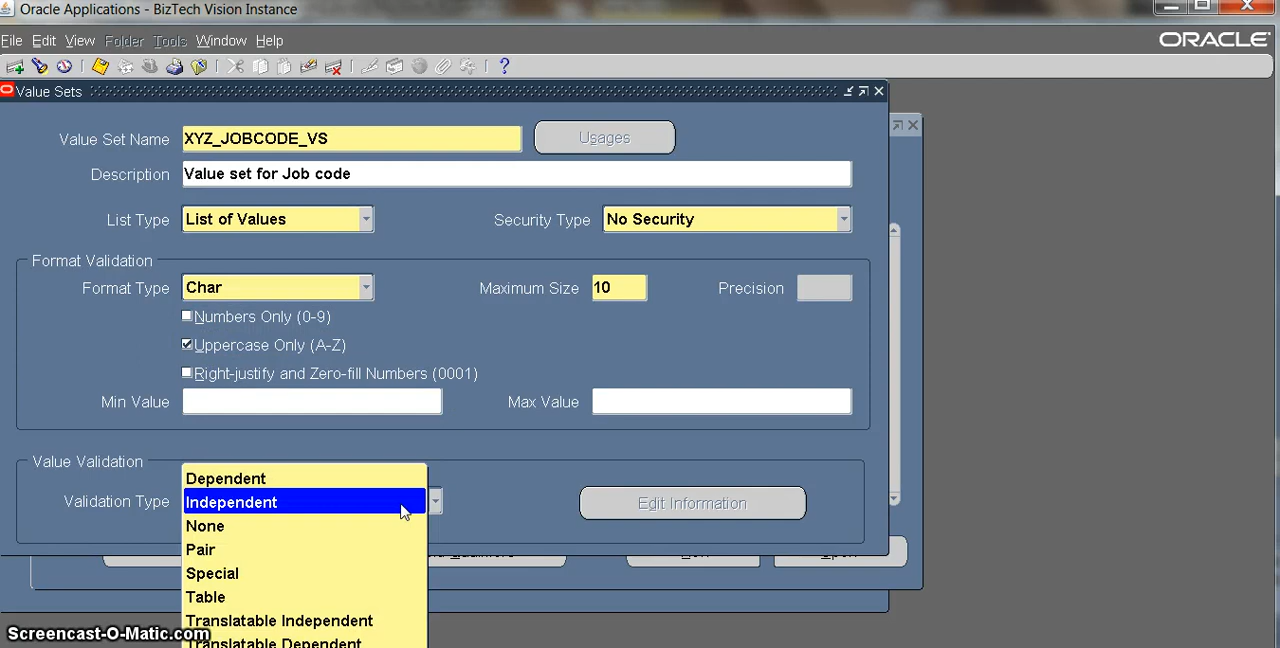 Oracle Applications - BizTech Vision Instance
File Edit View Folder Tools Window Help
ORACLE
Value Sets
Value Set Name XYZ_JOBCODE_VS Usages
Description Value set for Job code
List Type List of Values Security Type No Security
Format Validation
Format Type Char Maximum Size 10 Precision
Numbers Only (0-9)
Uppercase Only (A-Z)
Right-justify and Zero-fill Numbers (0001)
Min Value Max Value
Value Validation
Dependent
Validation Type Independent Edit Information
None
Pair
Special
Table
Translatable Independent
Translatable Dependent
Screencast-O-Matic.com